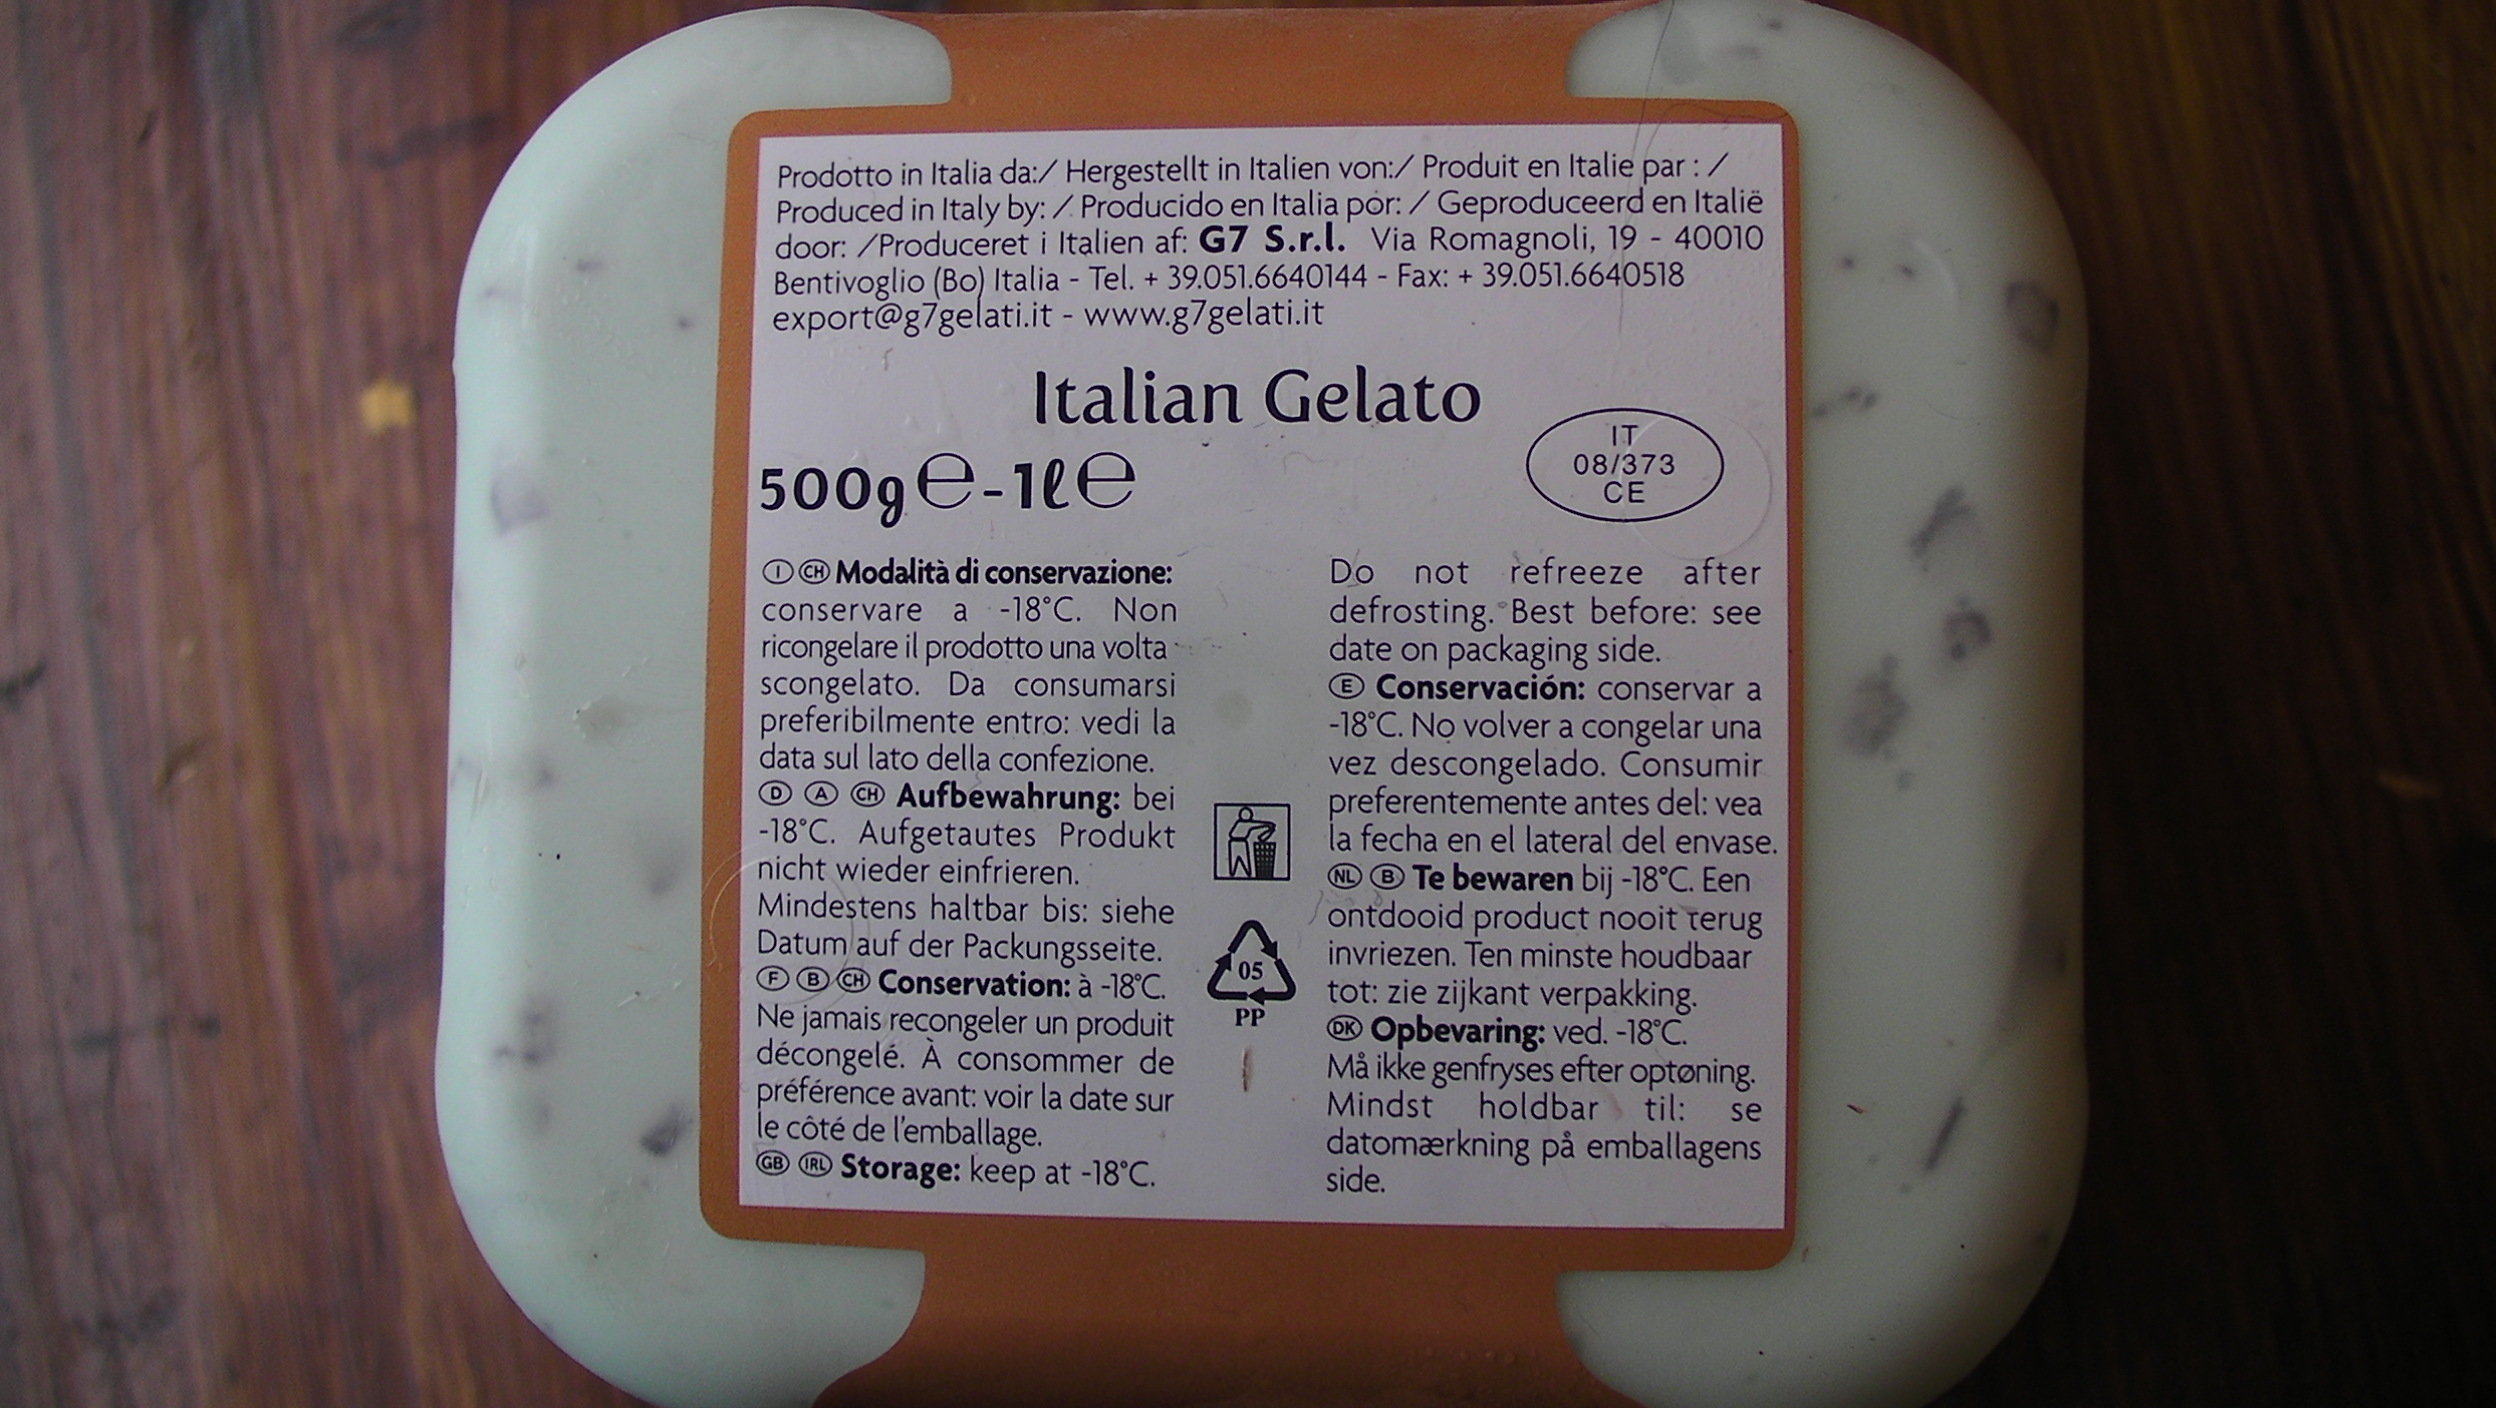 Prodotto in Italia da:/ Hergestellt in Italien von:/ Produit en Italie par : /
Produced in Italy by: / Producido en Italia por: / Geproduceerd en Italië
door: /Produceret i Italien af: G7 S.r.l. Via Romagnoli, 19 - 40010
Bentivoglio (Bo) Italia - Tel. + 39.051.6640144 - Fax: + 39.051.6640518
export@g7gelati.it - www.g7gelati.it
Italian Gelato
500g e - 1l e
IT
08/373
CE
I CH Modalità di conservazione:
conservare a -18°C. Non
ricongelare il prodotto una volta
scongelato. Da consumarsi
preferibilmente entro: vedi la
data sul lato della confezione.
D A CH Aufbewahrung: bei
-18°C. Aufgetautes Produkt
nicht wieder einfrieren.
Mindestens haltbar bis: siehe
Datum auf der Packungsseite.
F B CH Conservation: à -18°C.
Ne jamais recongeler un produit
décongelé. À consommer de
préférence avant: voir la date sur
le côté de l'emballage.
GB IRL Storage: keep at -18°C.
Do not refreeze after
defrosting. Best before: see
date on packaging side.
E Conservación: conservar a
-18°C. No volver a congelar una
vez descongelado. Consumir
preferentemente antes del: vea
la fecha en el lateral del envase.
NL B Te bewaren bij -18°C. Een
ontdooid product nooit terug
invriezen. Ten minste houdbaar
tot: zie zijkant verpakking.
DK Opbevaring: ved. -18°C.
Må ikke genfryses efter optøning.
Mindst holdbar til: se
datomærkning på emballagens
side.
05
PP